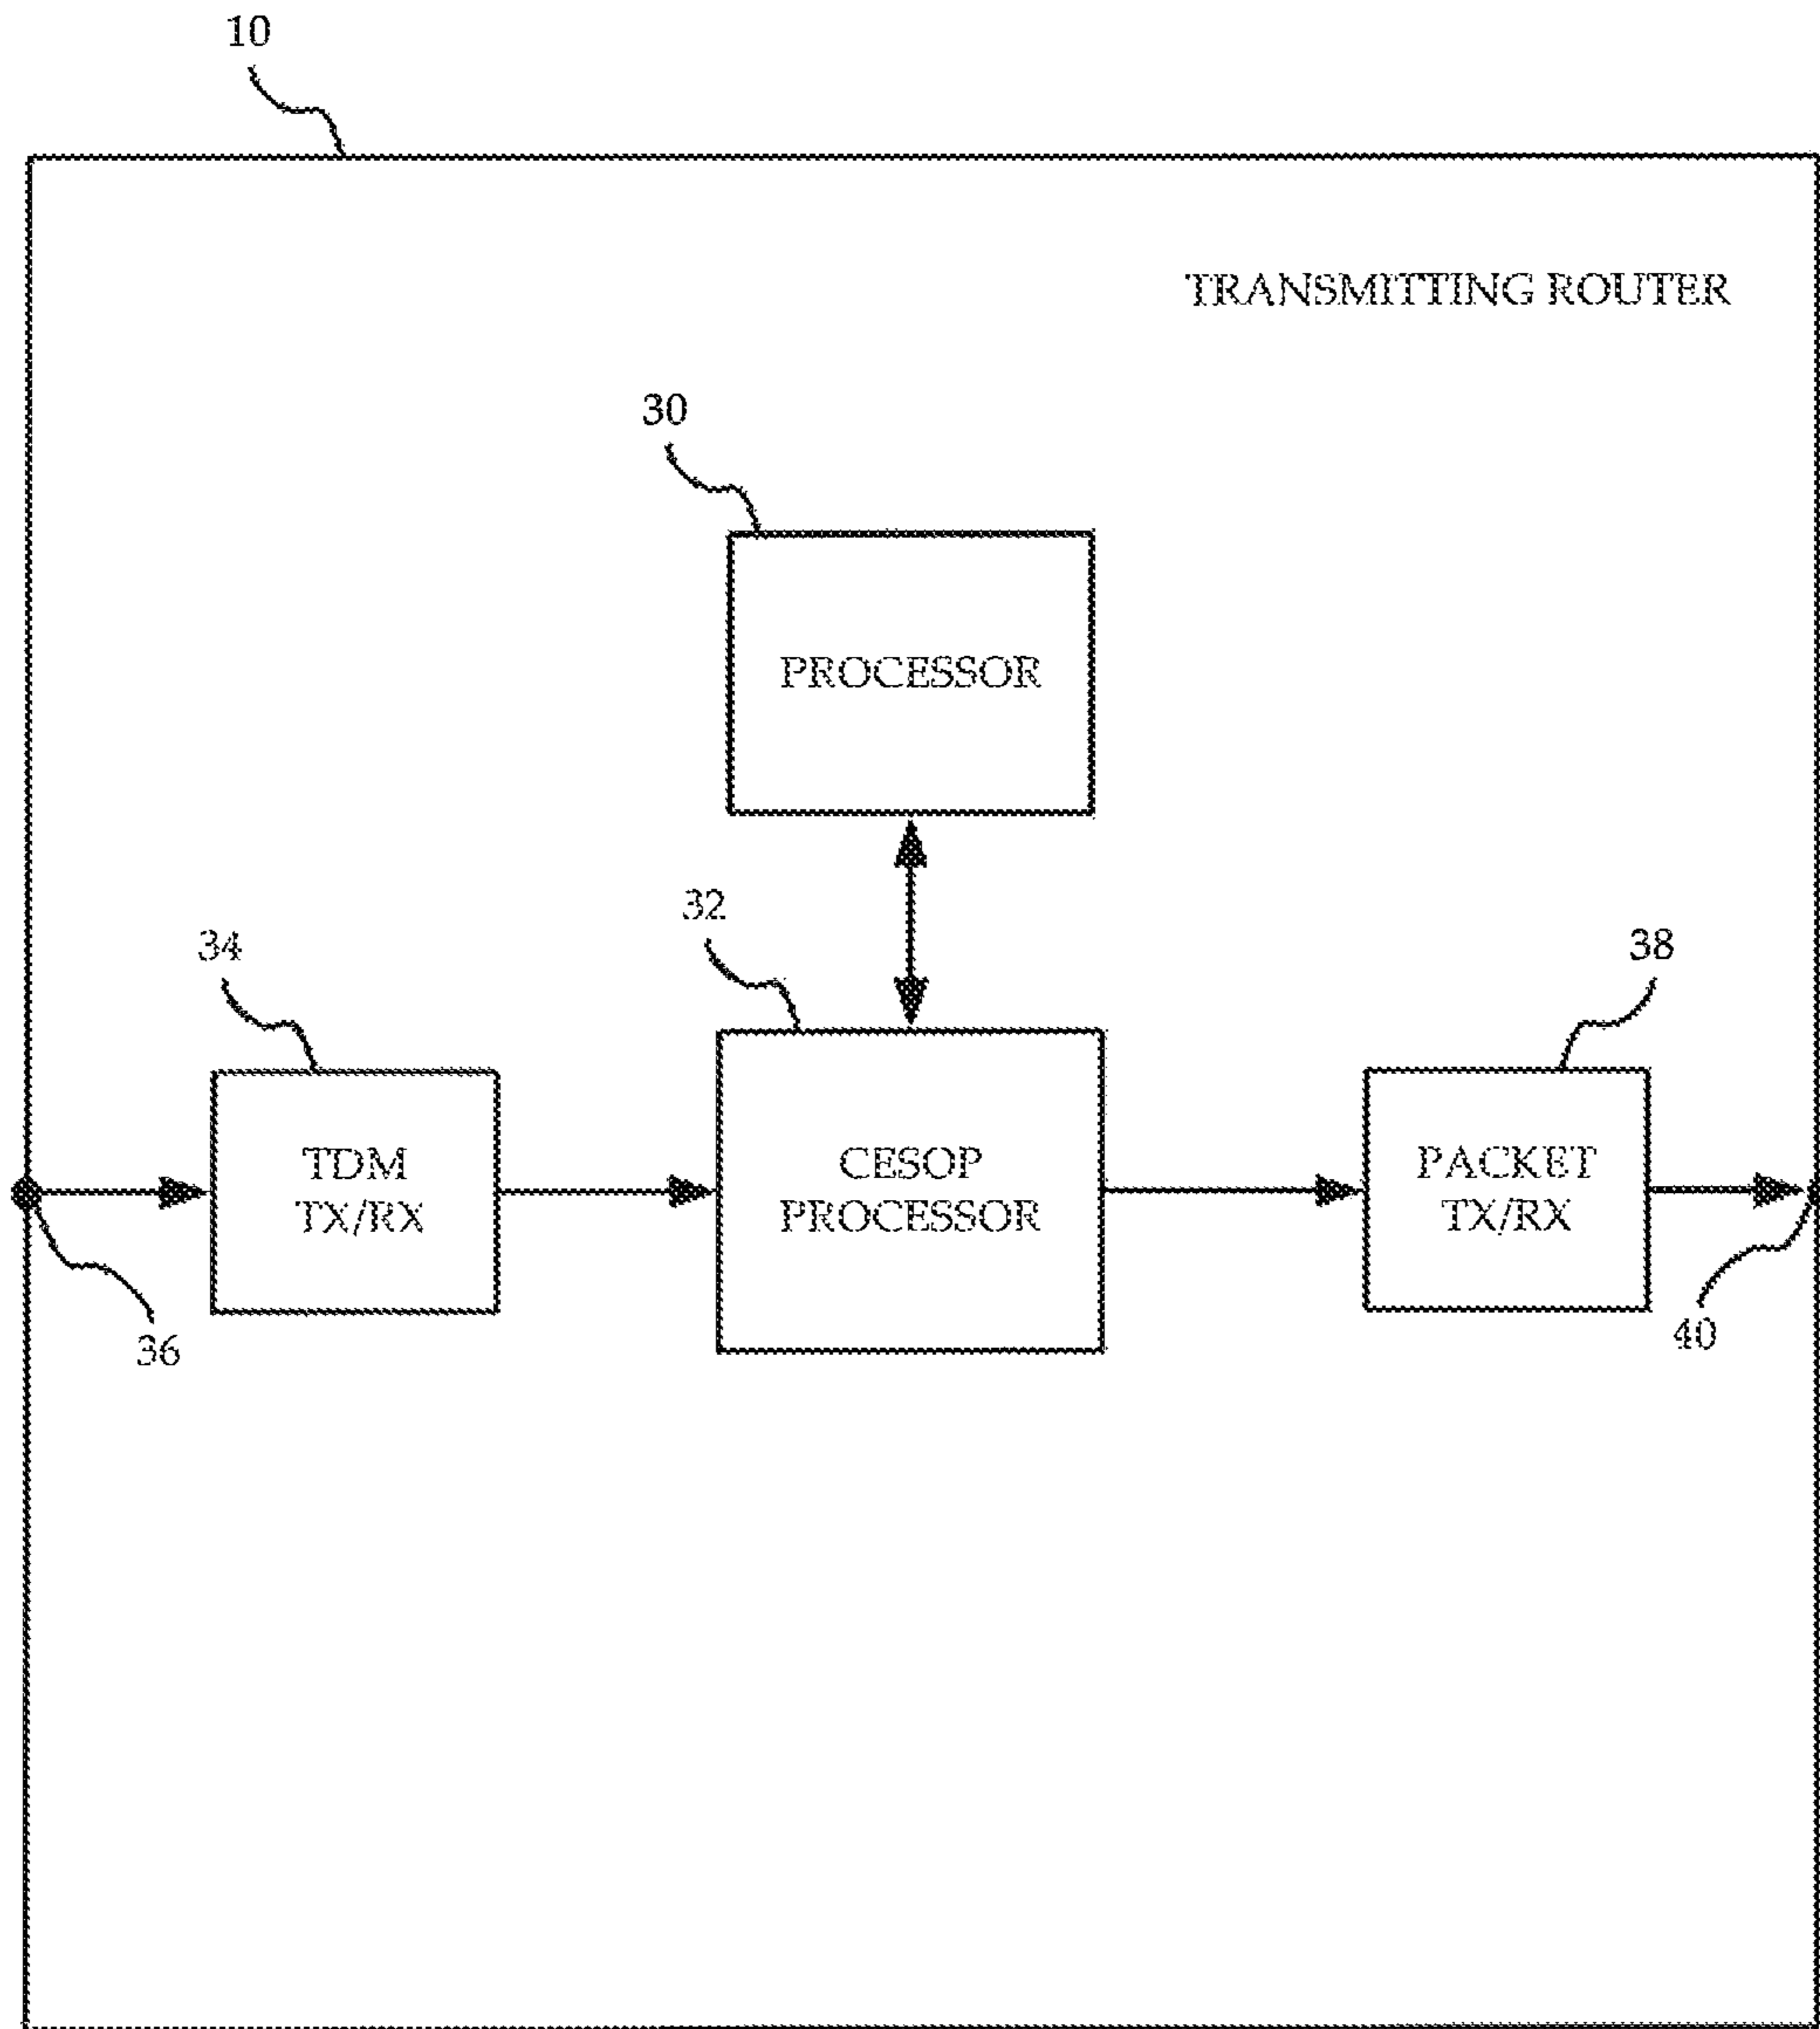 10
TRANSMITTING ROUTER
30
PROCESSOR
32
34
38
TDM
TX/RX
CESOP
PROCESSOR
PACKET
TX/RX
36
40